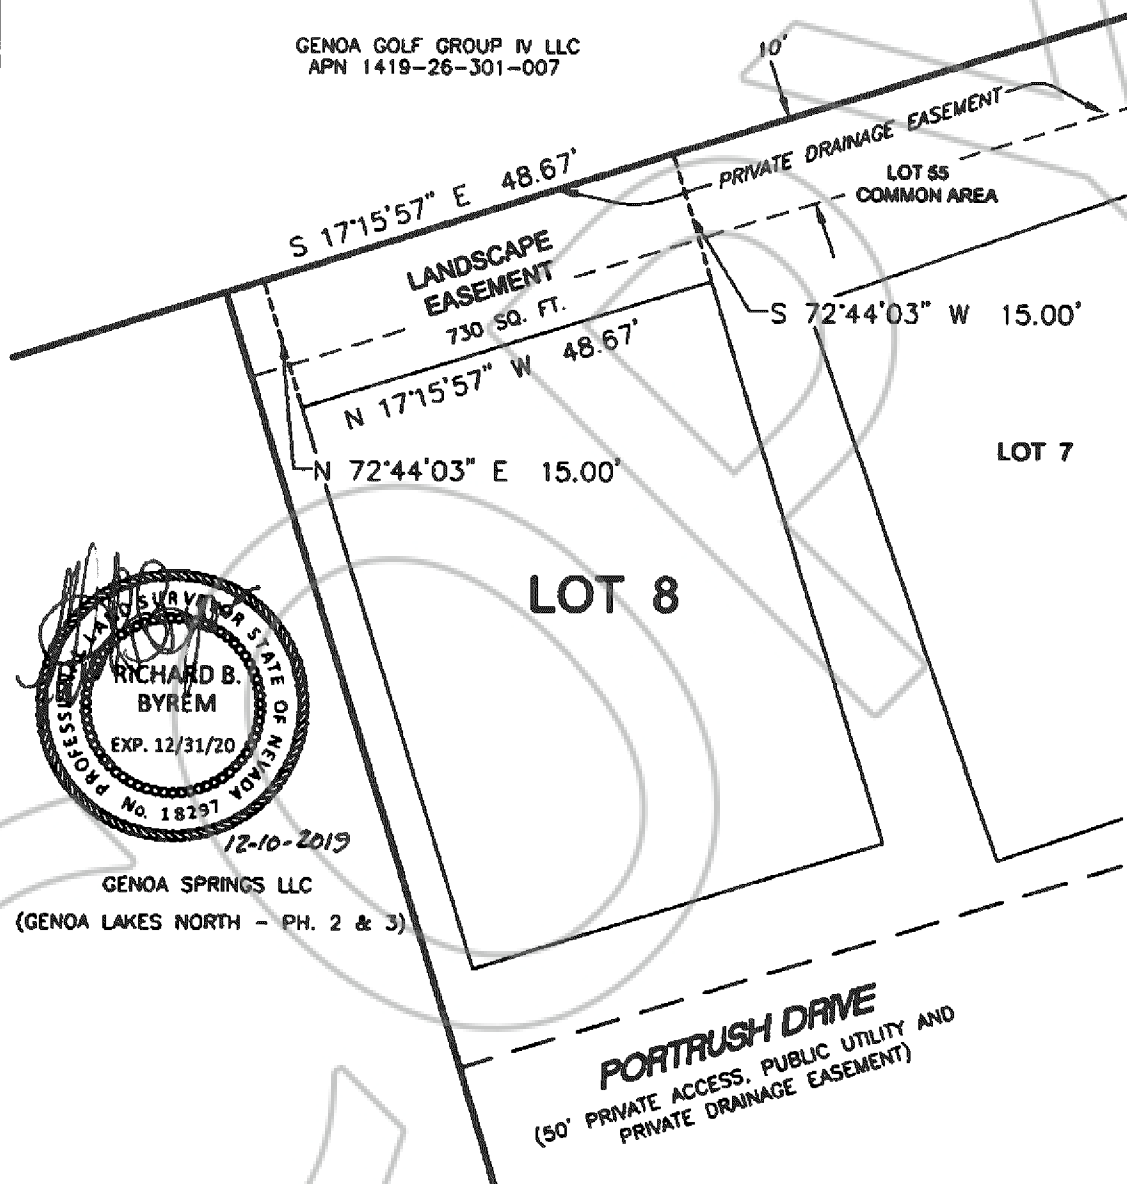 GENOA GOLF GROUP IV LLC
APN 1419-26-301-007
10'
PRIVATE DRAINAGE EASEMENT
LOT 55
COMMON AREA
S 17°15'57" E 48.67'
LANDSCAPE
EASEMENT
730 SQ. FT.
N 17°15'57" W 48.67'
S 72°44'03" W 15.00'
N 72°44'03" E 15.00'
LOT 7
LOT 8
PROFESSIONAL LAND SURVEYOR STATE OF NEVADA
RICHARD B.
BYREM
EXP. 12/31/20
No. 18297
12-10-2019
GENOA SPRINGS LLC
(GENOA LAKES NORTH - PH. 2 & 3)
PORTRUSH DRIVE
(50' PRIVATE ACCESS, PUBLIC UTILITY AND
PRIVATE DRAINAGE EASEMENT)